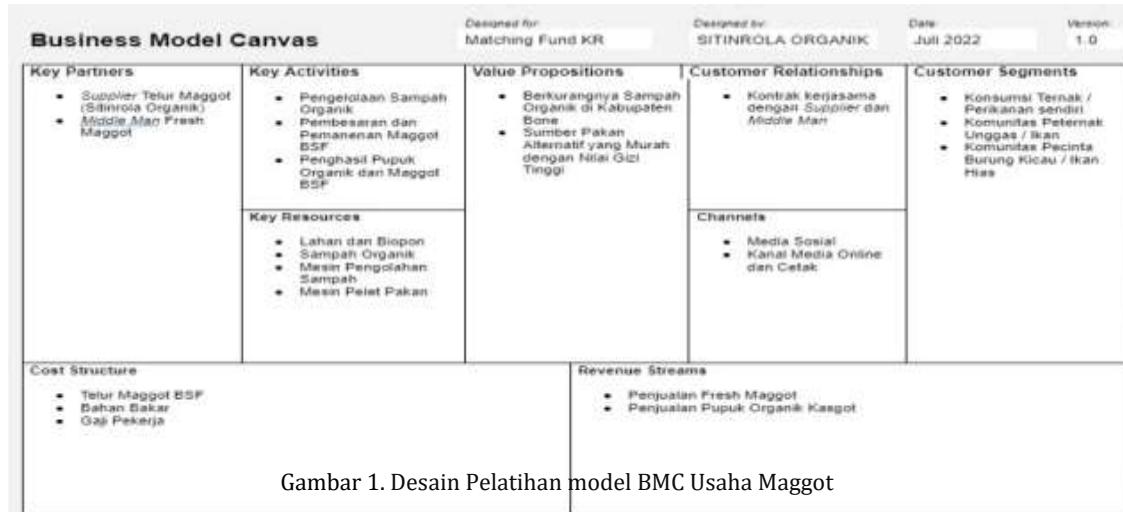 Designed for:
Designed by:
Date:
Version:
Business Model Canvas
Matching Fund KR
SITINROLA ORGANIK
Juli 2022
1.0
Key Partners
• Supplier Telur Maggot
(Sitinrola Organik)
• Middle Man Fresh
Maggot
Key Activities
• Pengelolaan Sampah
Organik
• Pembesaran dan
Pemanenan Maggot
BSF
• Penghasil Pupuk
Organik dan Maggot
BSF
Key Resources
• Lahan dan Biopon
• Sampah Organik
• Mesin Pengolahan
Sampah
• Mesin Pelet Pakan
Value Propositions
• Berkurangnya Sampah
Organik di Kabupaten
Bone
• Sumber Pakan
Alternatif yang Murah
dengan Nilai Gizi
Tinggi
Customer Relationships
• Kontrak kerjasama
dengan Supplier dan
Middle Man
Channels
• Media Sosial
• Kanal Media Online
dan Cetak
Customer Segments
• Konsumsi Ternak /
Perikanan sendiri
• Komunitas Peternak
Unggas / Ikan
• Komunitas Pecinta
Burung Kicau / Ikan
Hias
Cost Structure
• Telur Maggot BSF
• Bahan Bakar
• Gaji Pekerja
Revenue Streams
• Penjualan Fresh Maggot
• Penjualan Pupuk Organik Kasgot
Gambar 1. Desain Pelatihan model BMC Usaha Maggot